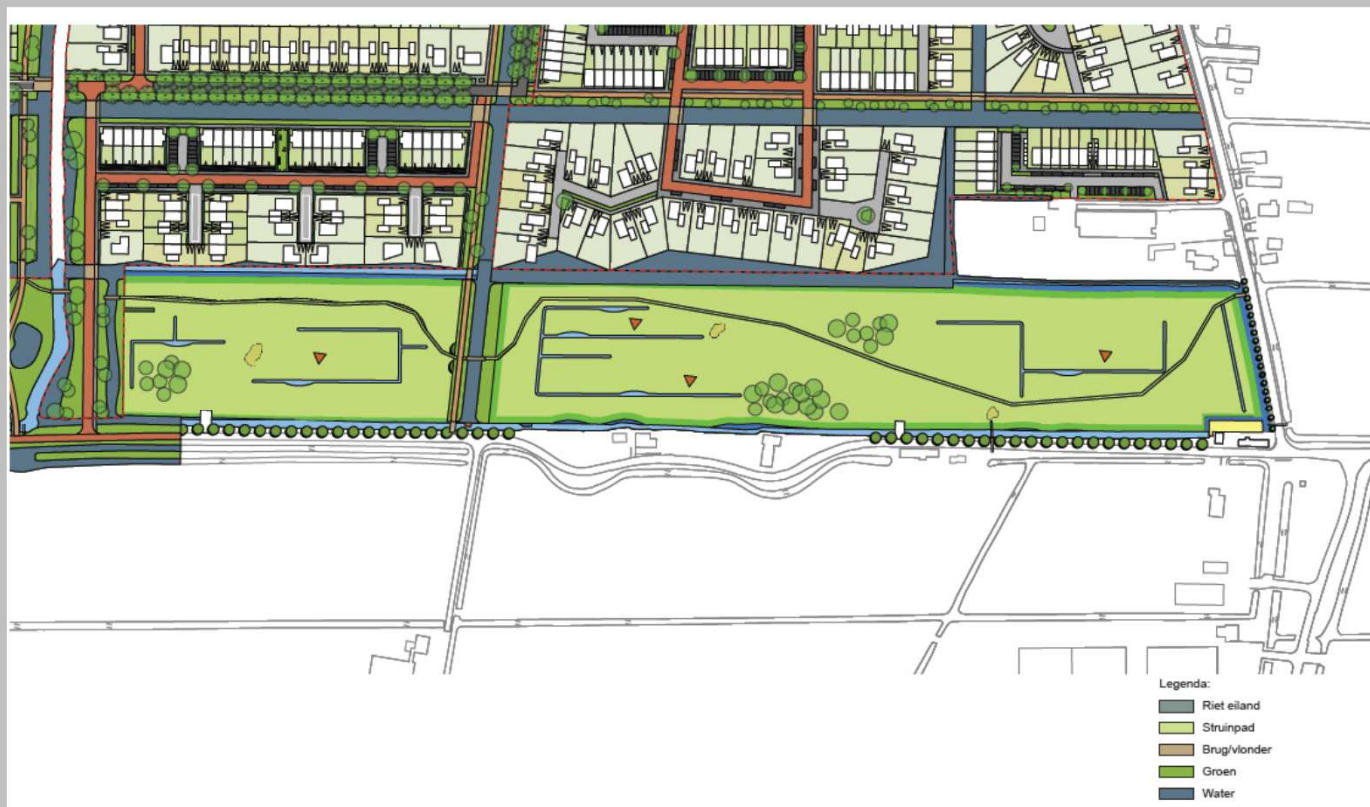 Legenda:
Riet eiland
Struinpad
Brug/vlonder
Groen
Water